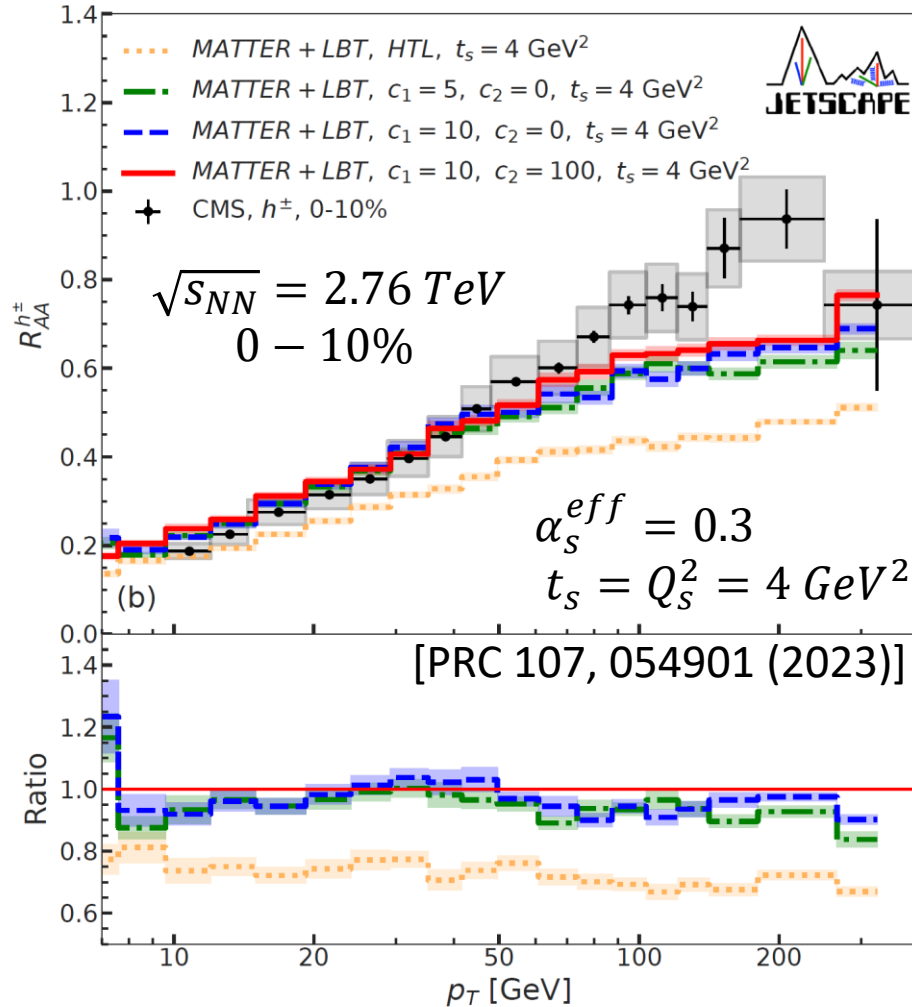 1.4
1.2
1.0
0.8
0.6
0.4
0.2
0.0
R_{AA}^{h^±}
MATTER + LBT, HTL, t_s = 4 GeV²
MATTER + LBT, c₁ = 5, c₂ = 0, t_s = 4 GeV²
MATTER + LBT, c₁ = 10, c₂ = 0, t_s = 4 GeV²
MATTER + LBT, c₁ = 10, c₂ = 100, t_s = 4 GeV²
CMS, h^±, 0-10%
JETSCAPE
√s_{NN} = 2.76 TeV
0 − 10%
α_s^{eff} = 0.3
t_s = Q_s² = 4 GeV²
(b)
[PRC 107, 054901 (2023)]
1.4
1.2
1.0
0.8
0.6
Ratio
10 20 50 100 200
p_T [GeV]